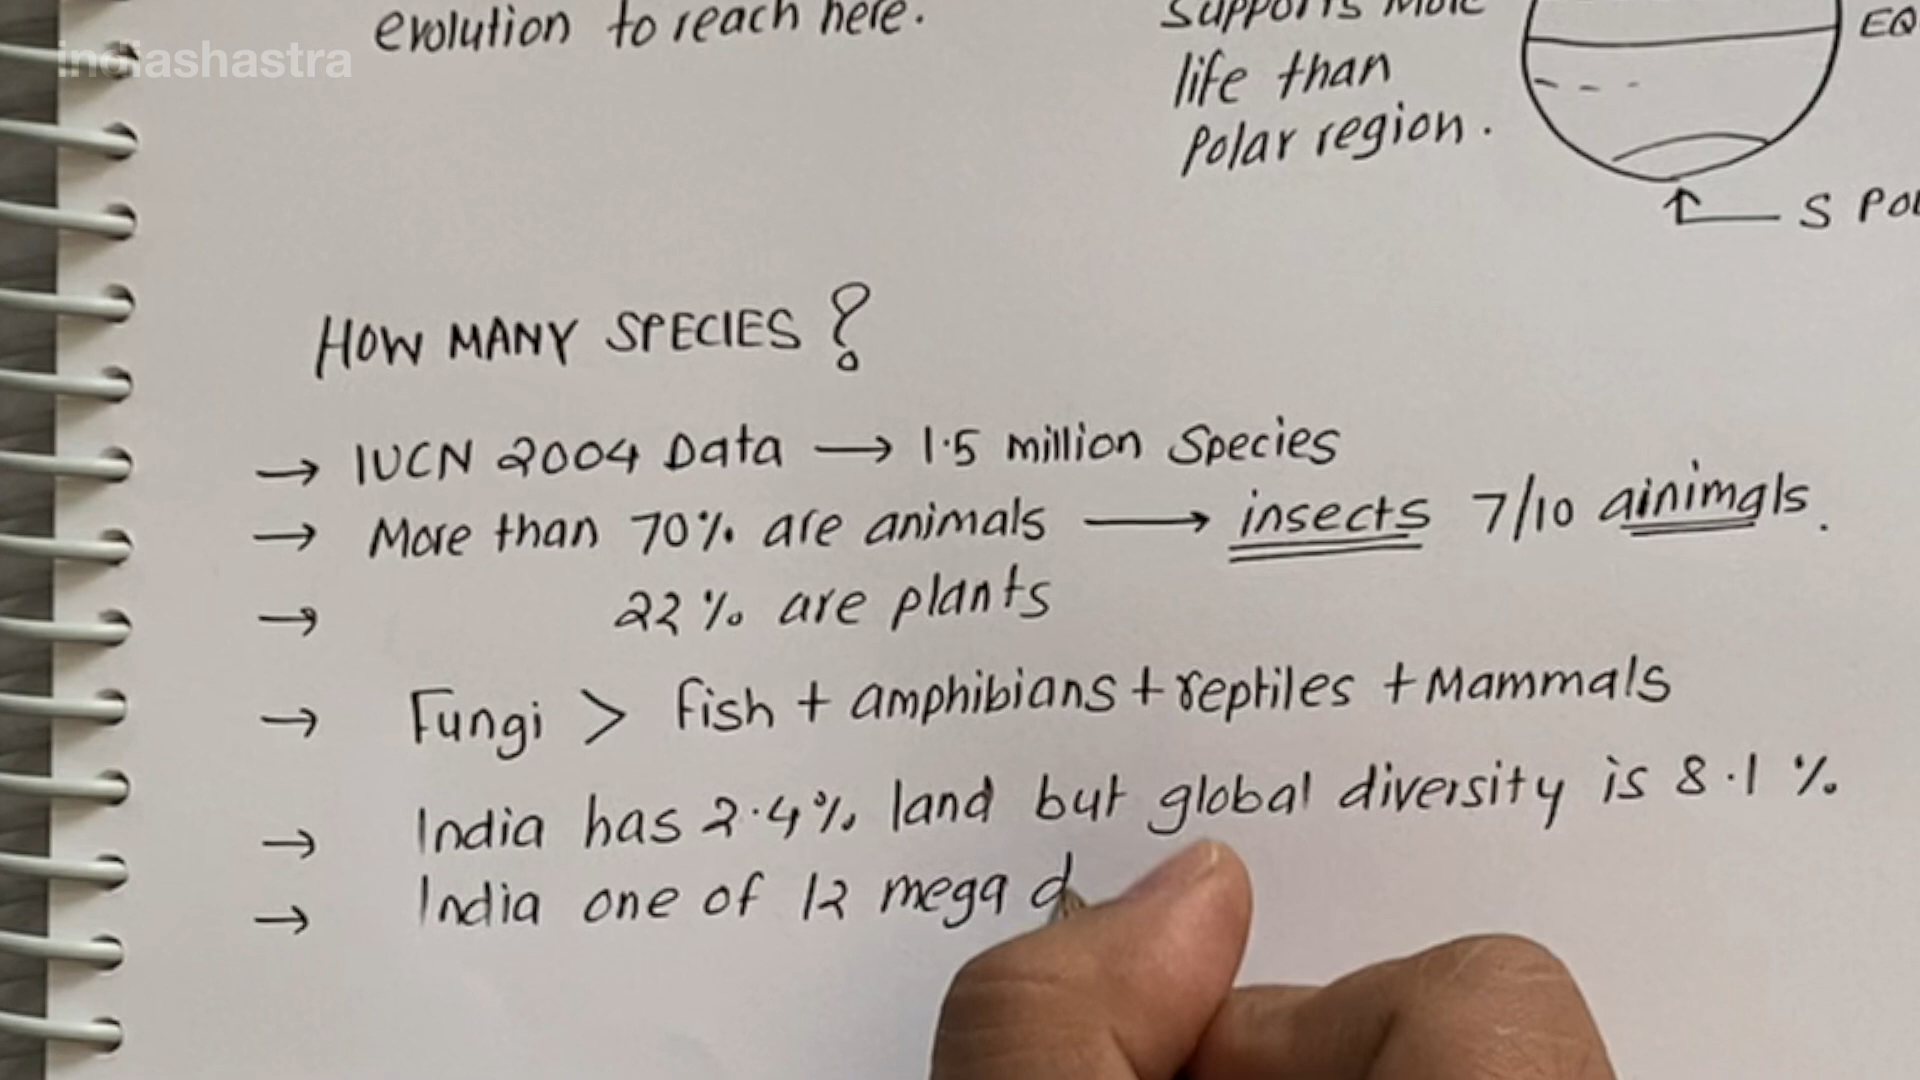 indiashastra
evolution to reach here.
supports more
life than
polar region.
EQ
S POL
HOW MANY SPECIES?
→ IUCN 2004 Data → 1.5 million Species
→ More than 70% are animals → insects 7/10 ainimals.
→ 22% are plants
→ Fungi > fish + amphibians + reptiles + Mammals
→ India has 2.4% land but global diversity is 8.1 %
→ India one of 12 mega d